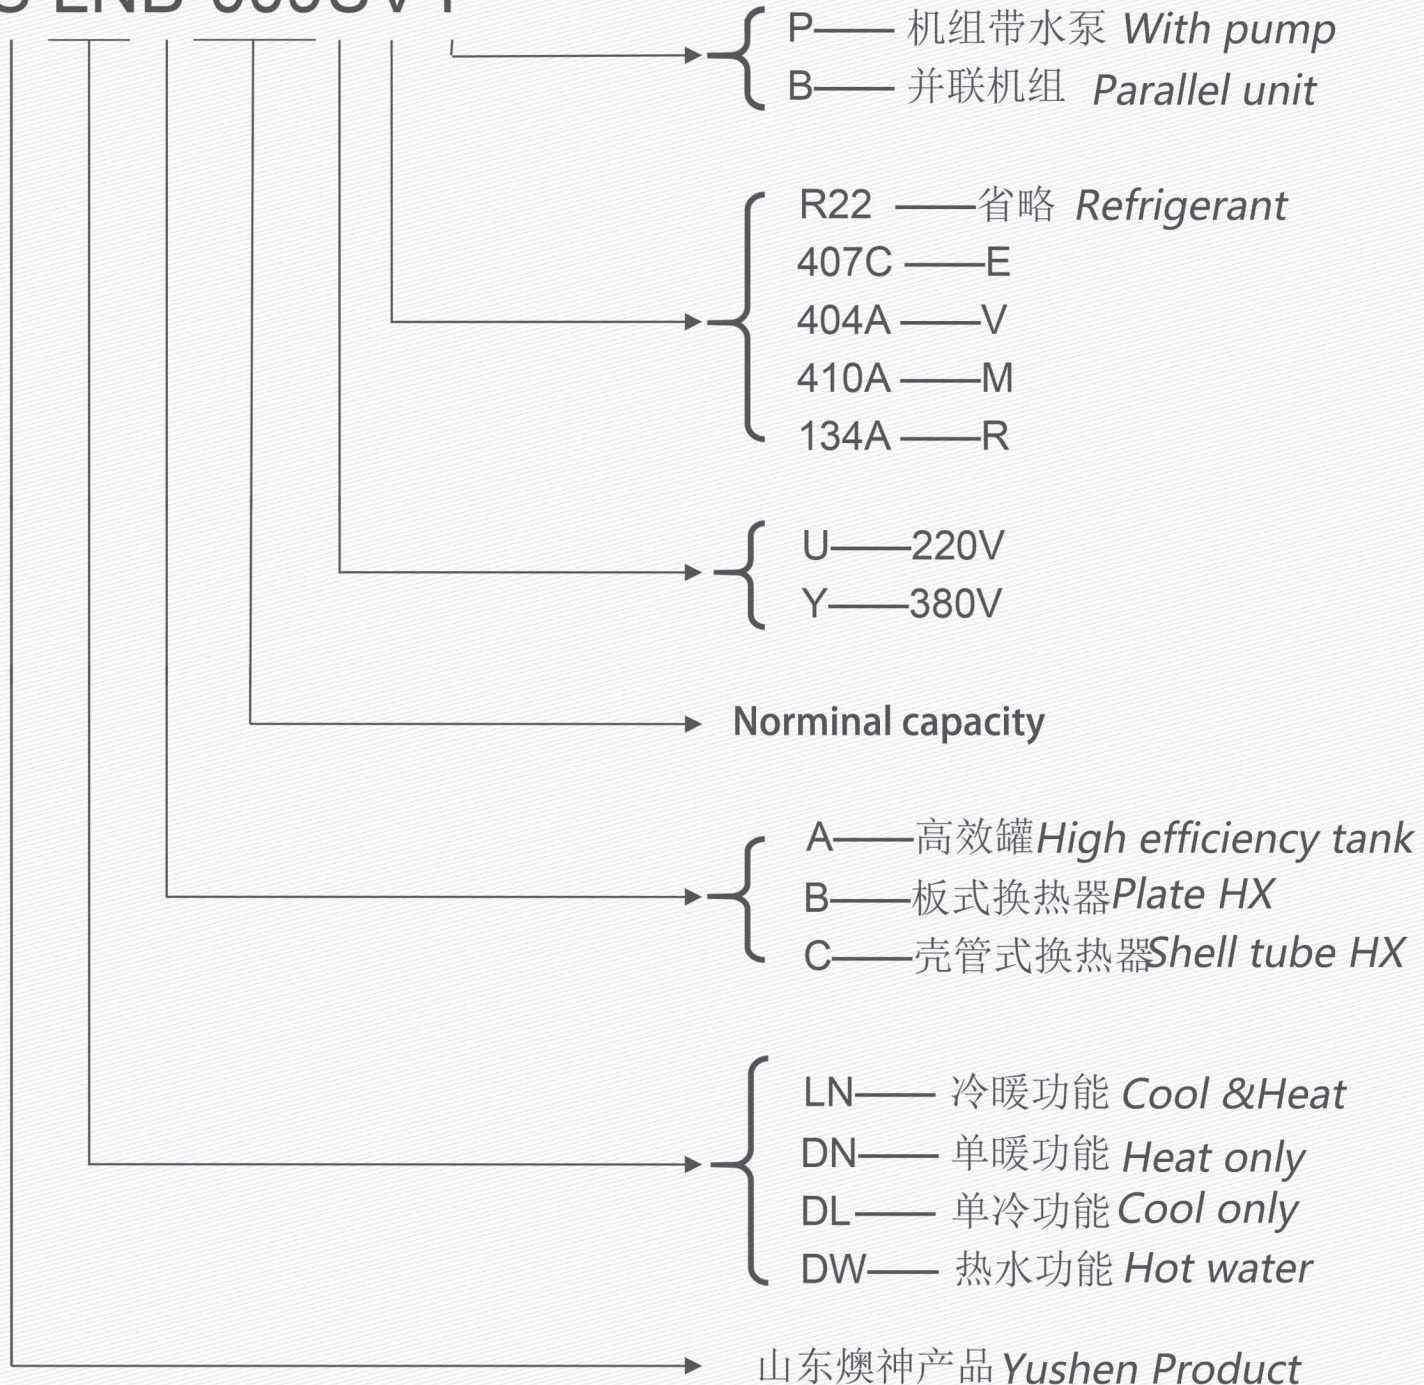 P—— 机组带水泵 With pump
B—— 并联机组 Parallel unit
R22 ——省略 Refrigerant
407C——E
404A——V
410A——M
134A——R
U——220V
Y——380V
Norminal capacity
A——高效罐High efficiency tank
B——板式换热器Plate HX
C——壳管式换热器Shell tube HX
LN—— 冷暖功能 Cool &Heat
DN—— 单暖功能 Heat only
DL—— 单冷功能 Cool only
DW—— 热水功能 Hot water
山东燠神产品 Yushen Product